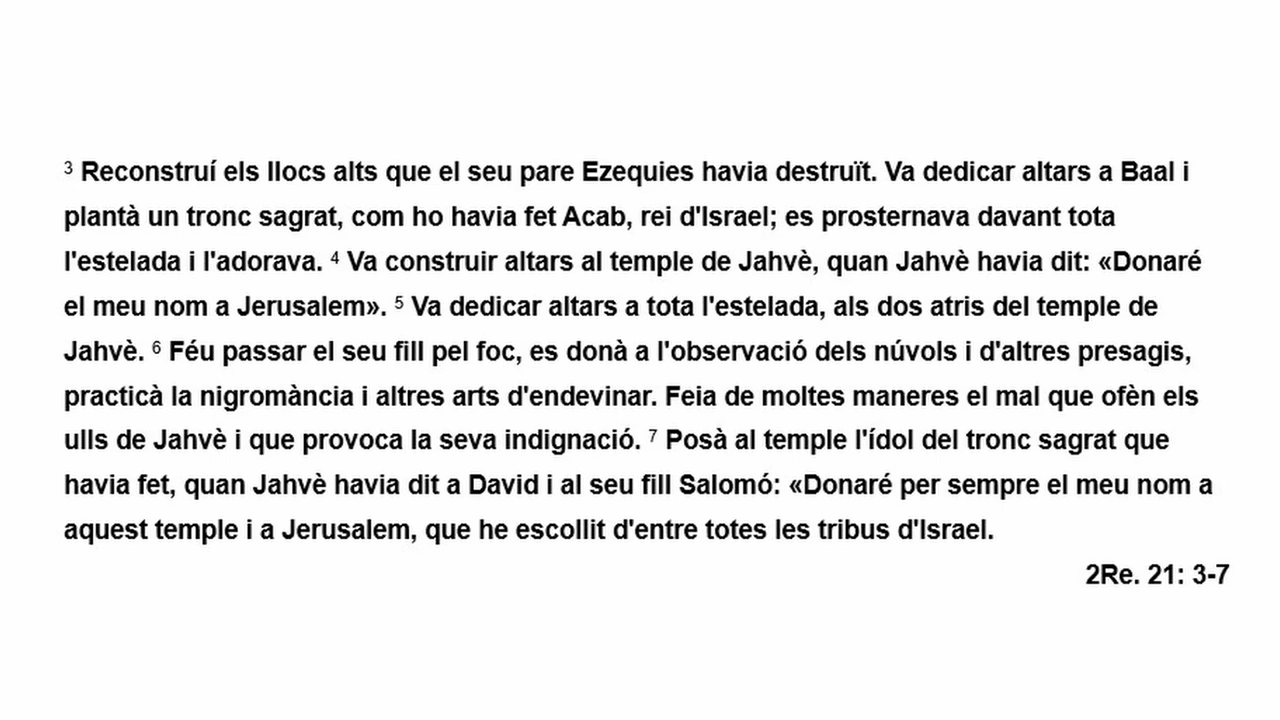 3 Reconstruí els llocs alts que el seu pare Ezequies havia destruït. Va dedicar altars a Baal i
plantà un tronc sagrat, com ho havia fet Acab, rei d'Israel; es prosternava davant tota
l'estelada i l'adorava. 4 Va construir altars al temple de Jahvè, quan Jahvè havia dit: «Donaré
el meu nom a Jerusalem». 5 Va dedicar altars a tota l'estelada, als dos atris del temple de
Jahvè. 6 Féu passar el seu fill pel foc, es donà a l'observació dels núvols i d'altres presagis,
practicà la nigromància i altres arts d'endevinar. Feia de moltes maneres el mal que ofèn els
ulls de Jahvè i que provoca la seva indignació. 7 Posà al temple l'ídol del tronc sagrat que
havia fet, quan Jahvè havia dit a David i al seu fill Salomó: «Donaré per sempre el meu nom a
aquest temple i a Jerusalem, que he escollit d'entre totes les tribus d'Israel.
2Re. 21: 3-7